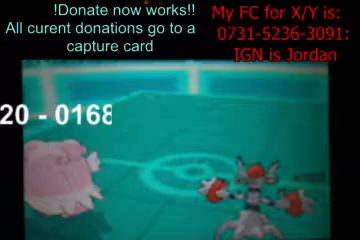 !Donate now works!!
All curent donations go to a
capture card
My FC for X/Y is:
0731-5236-3091:
IGN is Jordan
20 - 0168